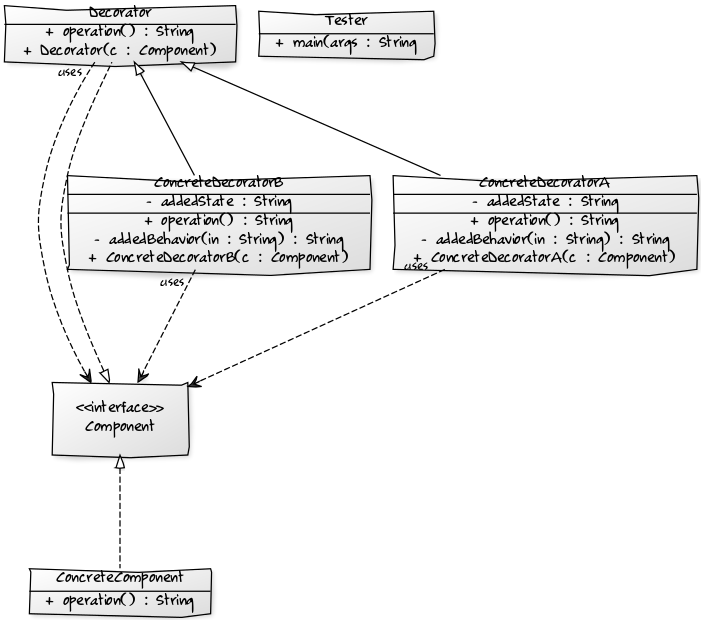 Decorator
+ operation() : String
+ Decorator(c : Component)
Tester
+ main(args : String
uses
ConcreteDecoratorB
- addedState : String
+ operation() : String
- addedBehavior(in : String) : String
+ ConcreteDecoratorB(c : Component)
ConcreteDecoratorA
- addedState : String
+ operation() : String
- addedBehavior(in : String) : String
+ ConcreteDecoratorA(c : Component)
uses
uses
<<interface>>
Component
ConcreteComponent
+ operation() : String